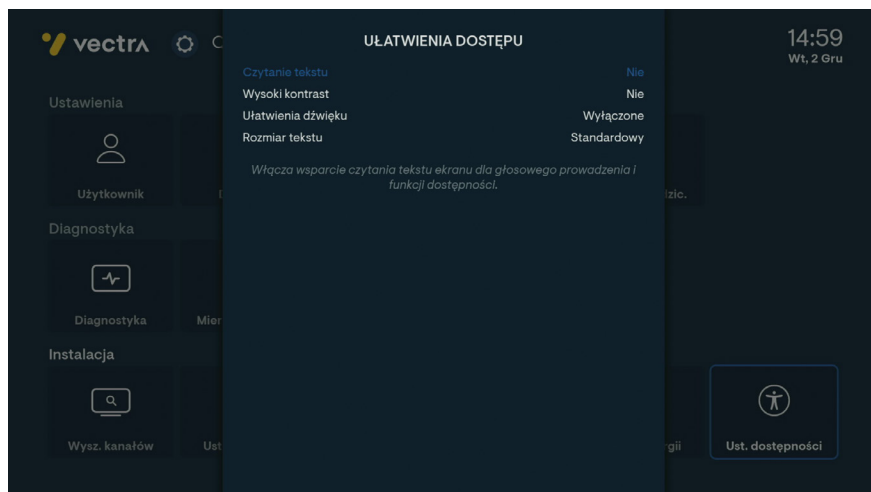 vectra
14:59
Wt, 2 Gru
UŁATWIENIA DOSTĘPU
Czytanie tekstu Nie
Wysoki kontrast Nie
Ułatwienia dźwięku Wyłączone
Rozmiar tekstu Standardowy
Włącza wsparcie czytania tekstu ekranu dla głosowego prowadzenia i
funkcji dostępności.
Ustawienia
Użytkownik
Diagnostyka
Diagnostyka
Instalacja
Wysz. kanałów
Ust. dostępności